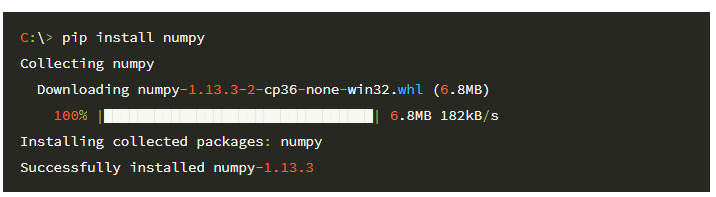 C:\> pip install numpy
Collecting numpy
Downloading numpy-1.13.3-2-cp36-none-win32.whl (6.8MB)
100% |████████████████████████████████| 6.8MB 182kB/s
Installing collected packages: numpy
Successfully installed numpy-1.13.3